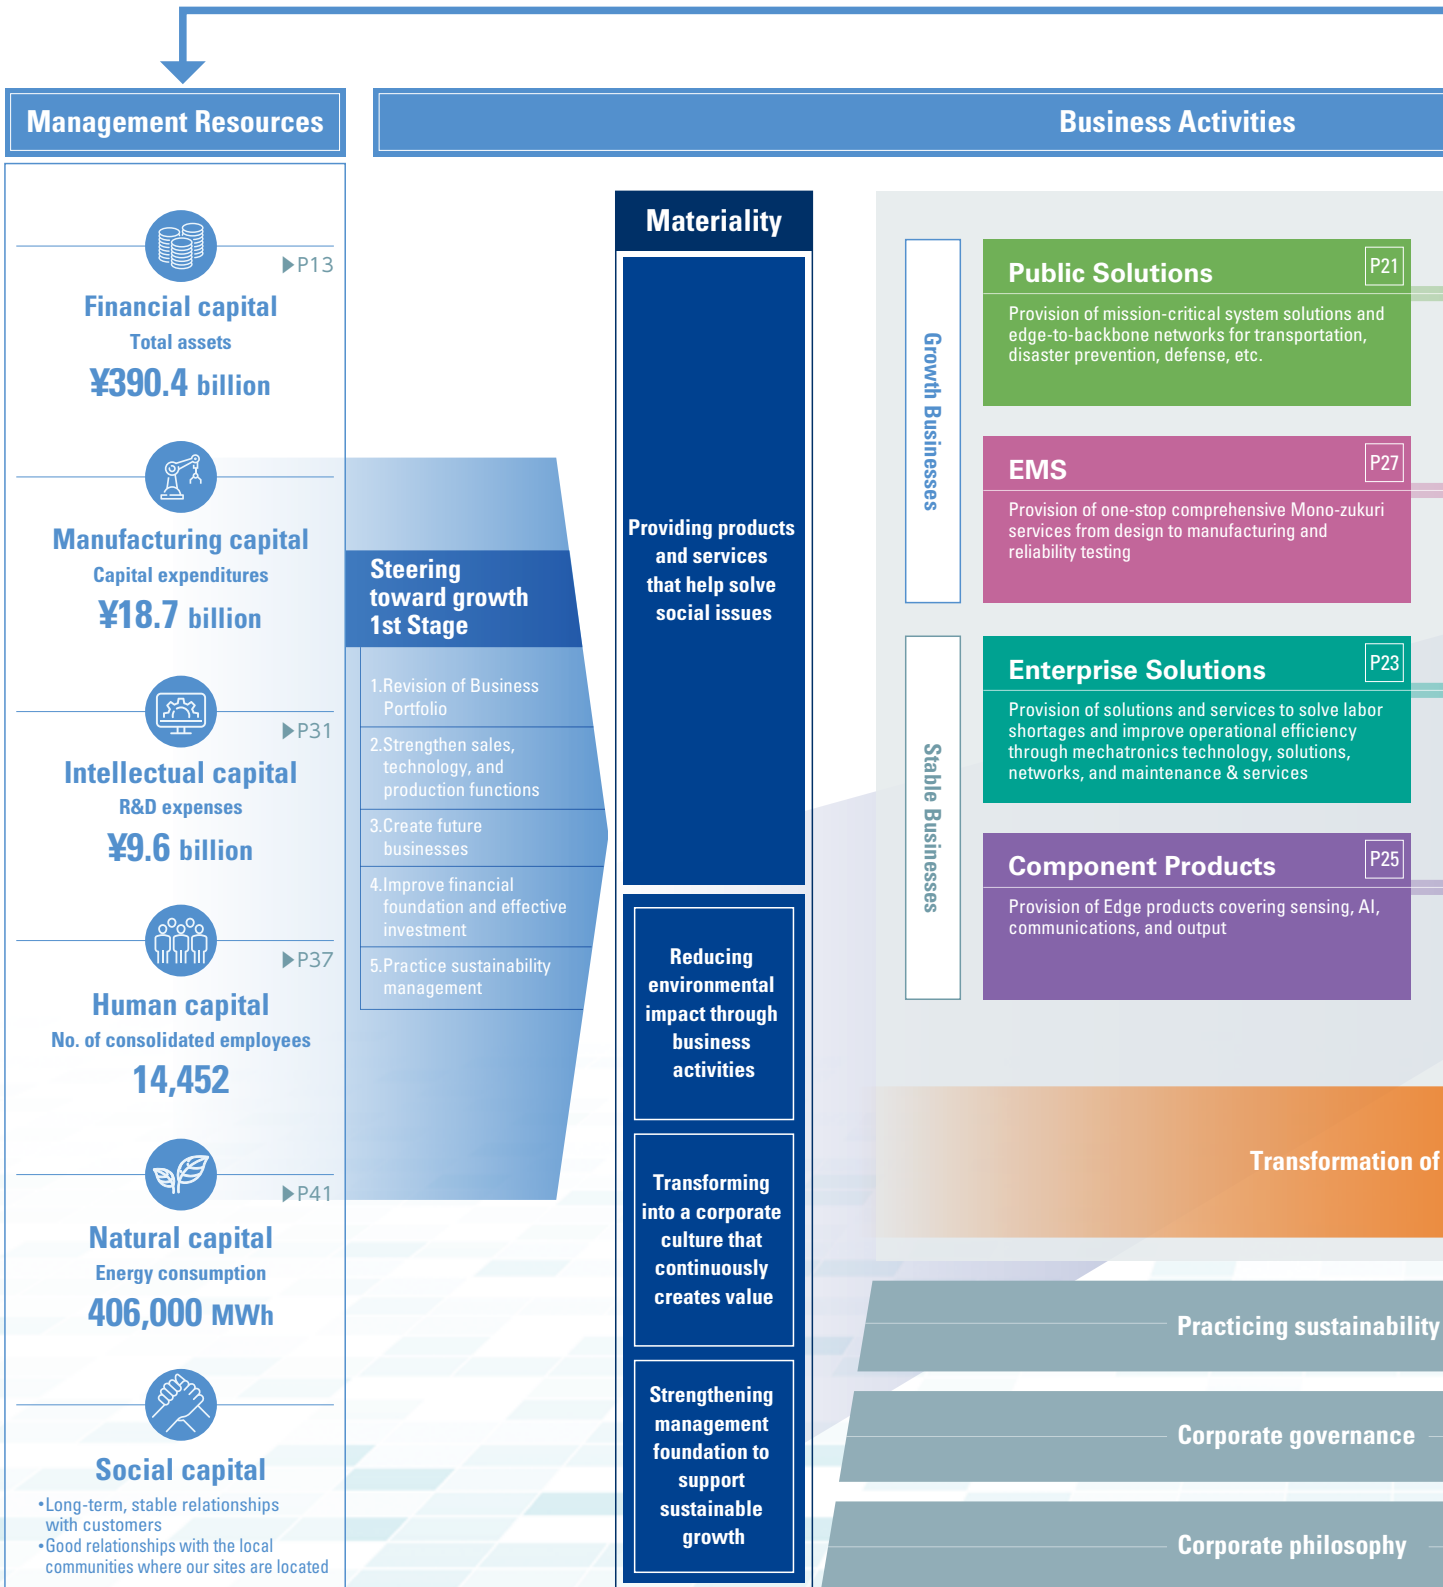 Management Resources
Business Activities
▶P13
Financial capital
Total assets
¥390.4 billion
Manufacturing capital
Capital expenditures
¥18.7 billion
▶P31
Intellectual capital
R&D expenses
¥9.6 billion
▶P37
Human capital
No. of consolidated employees
14,452
▶P41
Natural capital
Energy consumption
406,000 MWh
Social capital
•Long-term, stable relationships
with customers
•Good relationships with the local
communities where our sites are located
Steering
toward growth
1st Stage
1.Revision of Business
Portfolio
2.Strengthen sales,
technology, and
production functions
3.Create future
businesses
4.Improve financial
foundation and effective
investment
5.Practice sustainability
management
Materiality
Providing products
and services
that help solve
social issues
Reducing
environmental
impact through
business
activities
Transforming
into a corporate
culture that
continuously
creates value
Strengthening
management
foundation to
support
sustainable
growth
Growth Businesses
Public Solutions
P21
Provision of mission-critical system solutions and
edge-to-backbone networks for transportation,
disaster prevention, defense, etc.
EMS
P27
Provision of one-stop comprehensive Mono-zukuri
services from design to manufacturing and
reliability testing
Stable Businesses
Enterprise Solutions
P23
Provision of solutions and services to solve labor
shortages and improve operational efficiency
through mechatronics technology, solutions,
networks, and maintenance & services
Component Products
P25
Provision of Edge products covering sensing, AI,
communications, and output
Transformation of
Practicing sustainability
Corporate governance
Corporate philosophy